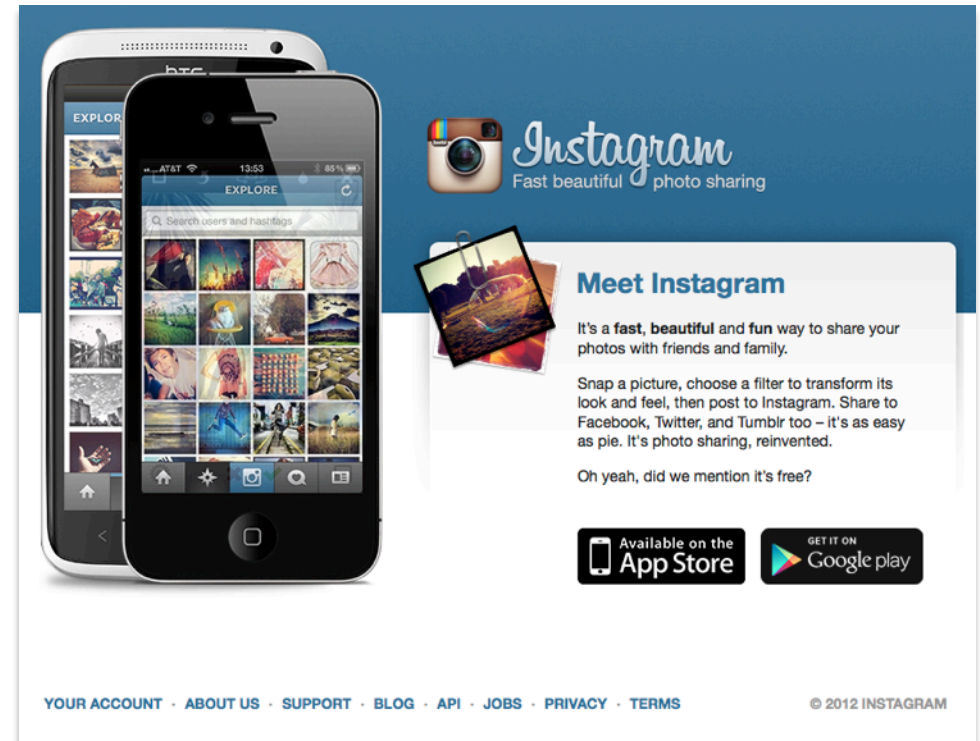 hTC
EXPLOR
AT&T
13:53
85%
EXPLORE
Search users and hashtags
Instagram
Fast beautiful photo sharing
Meet Instagram
It's a fast, beautiful and fun way to share your
photos with friends and family.
Snap a picture, choose a filter to transform its
look and feel, then post to Instagram. Share to
Facebook, Twitter, and Tumblr too – it's as easy
as pie. It's photo sharing, reinvented.
Oh yeah, did we mention it's free?
Available on the
App Store
GET IT ON
Google play
YOUR ACCOUNT · ABOUT US · SUPPORT · BLOG · API · JOBS · PRIVACY · TERMS
© 2012 INSTAGRAM